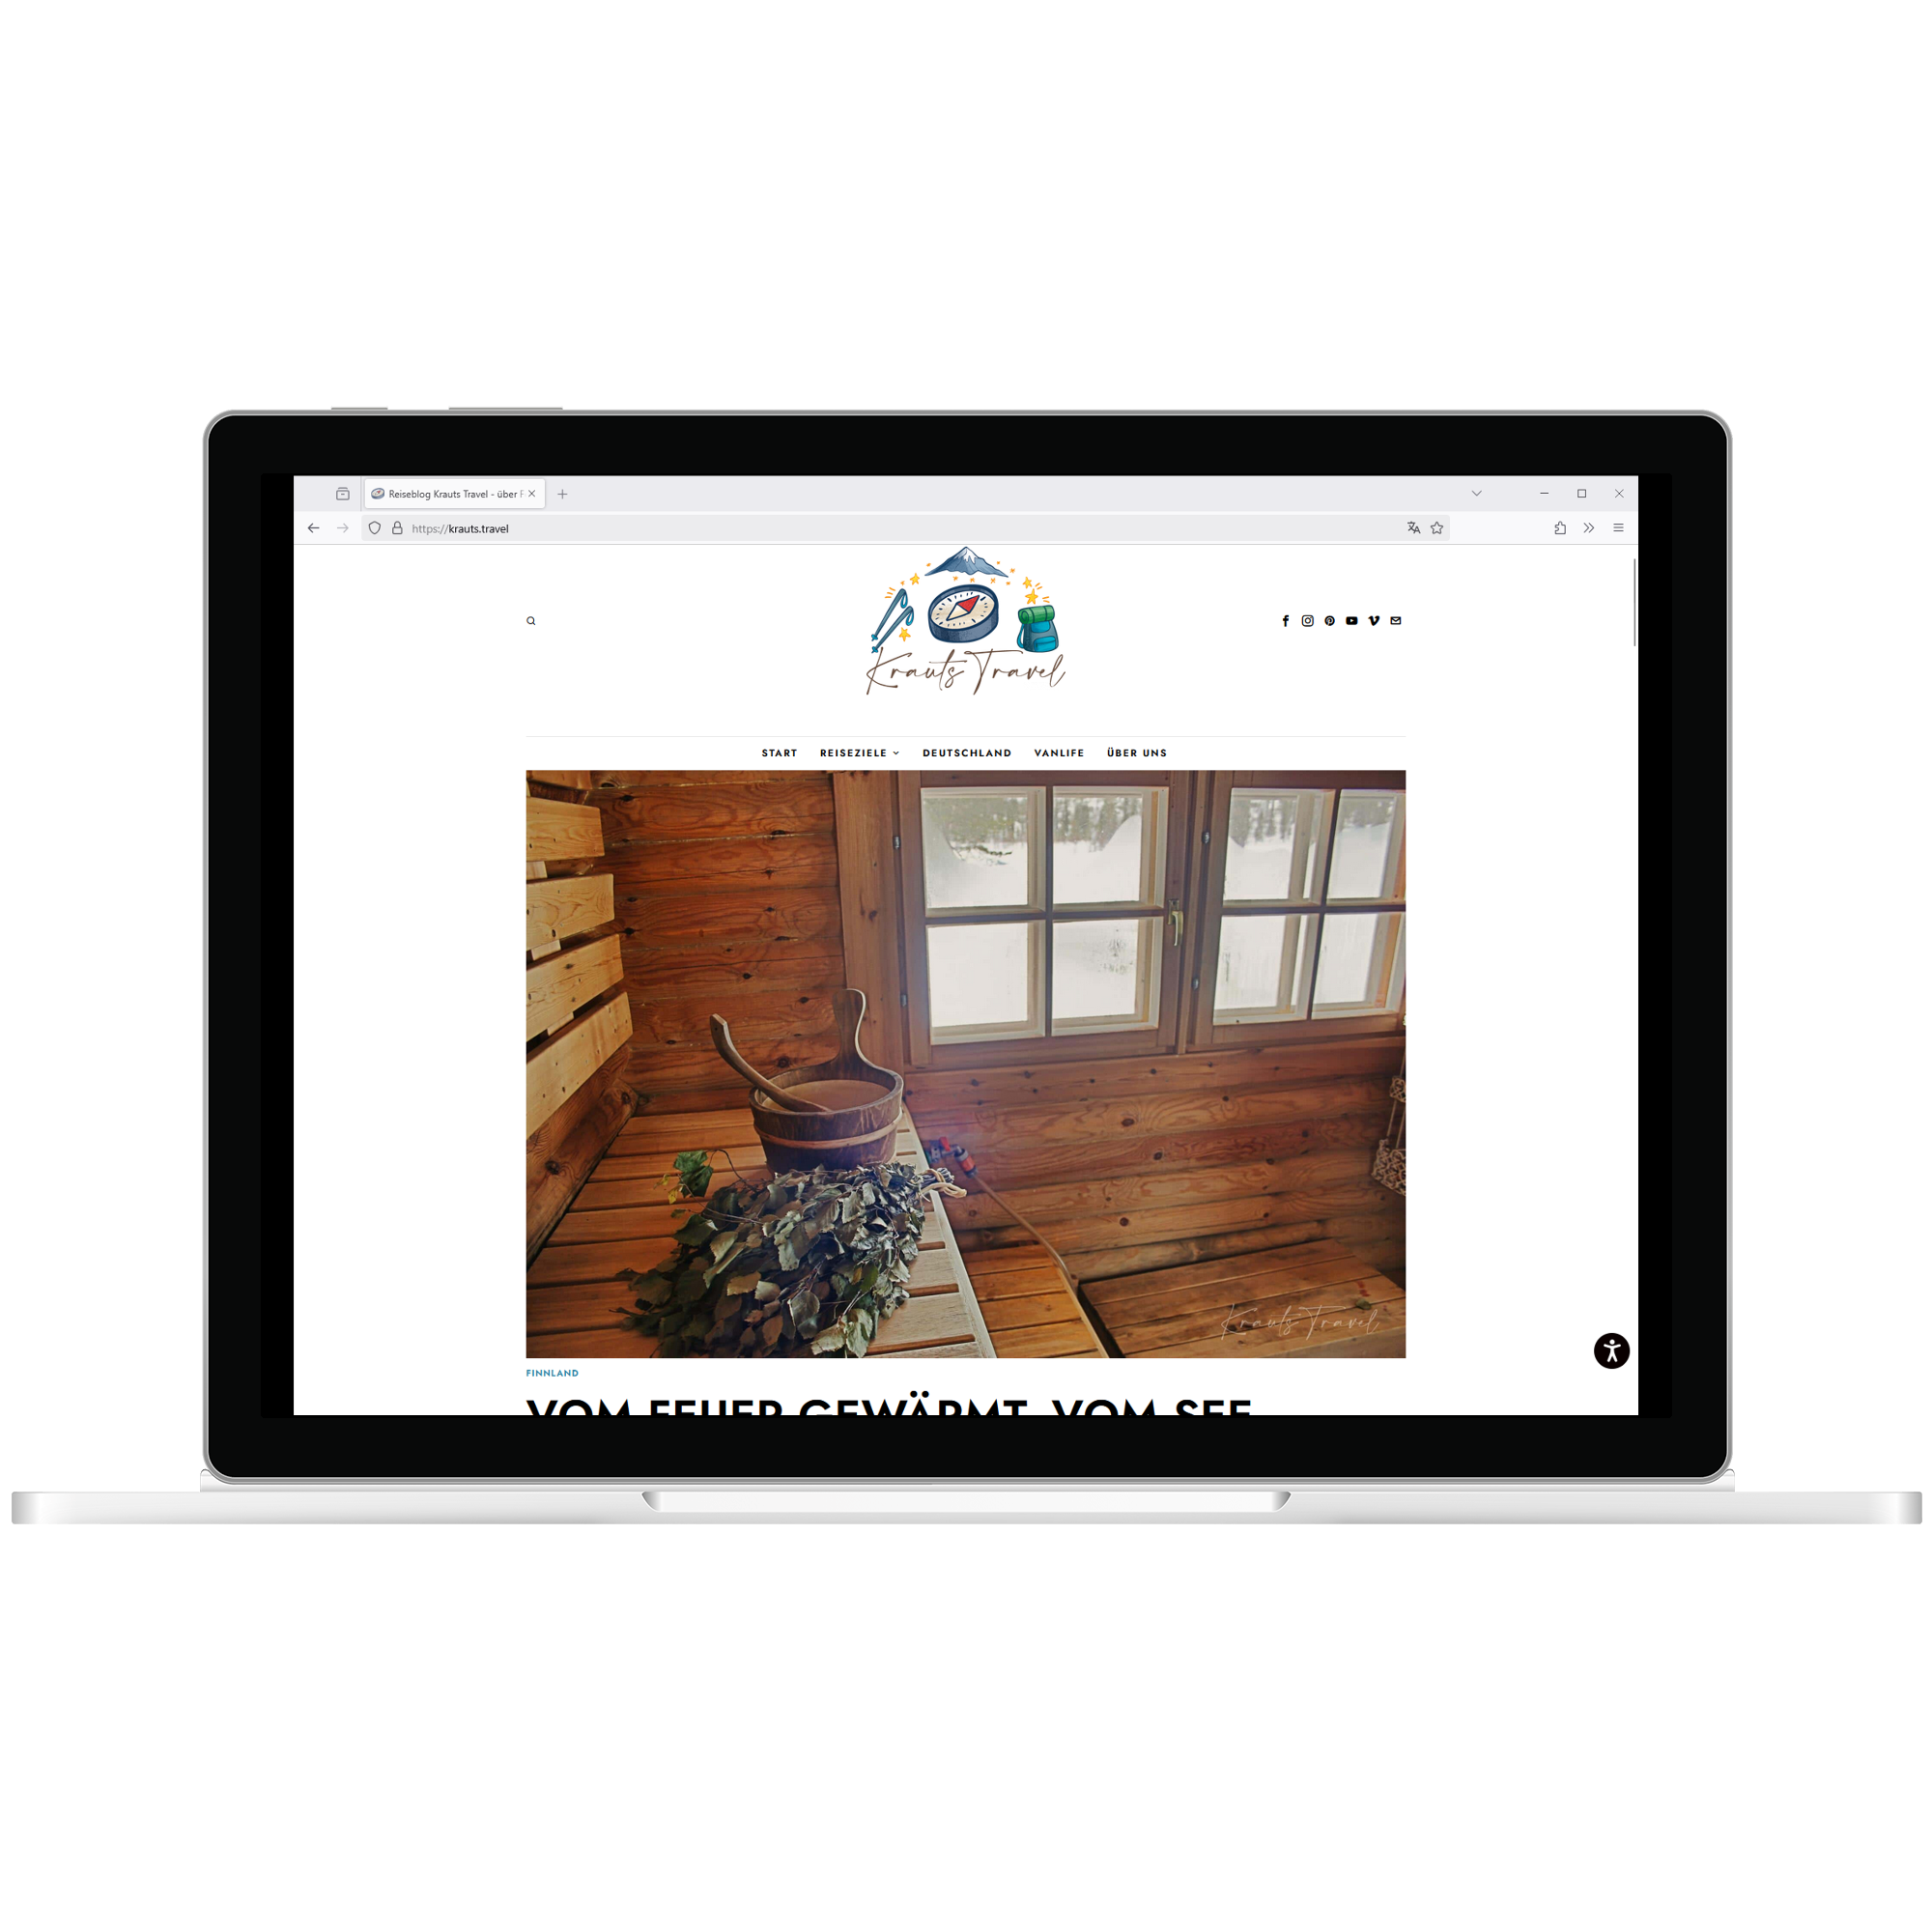 Reiseblog Krauts Travel - über
https://krauts.travel
Krauts Travel
START REISEZIELE DEUTSCHLAND VANLIFE ÜBER UNS
Krauts Travel
FINNLAND
VOM FEUER GEWÄRMT, VOM SEE